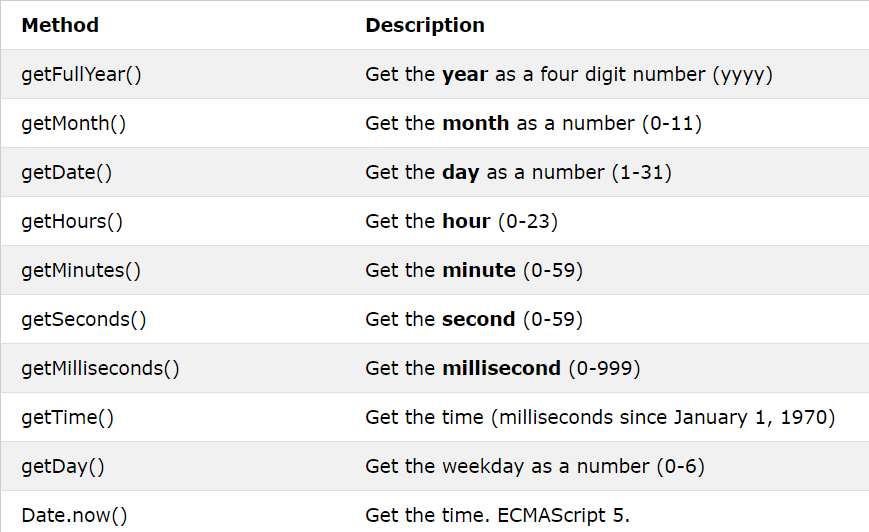 Method Description
getFullYear() Get the year as a four digit number (yyyy)
getMonth() Get the month as a number (0-11)
getDate() Get the day as a number (1-31)
getHours() Get the hour (0-23)
getMinutes() Get the minute (0-59)
getSeconds() Get the second (0-59)
getMilliseconds() Get the millisecond (0-999)
getTime() Get the time (milliseconds since January 1, 1970)
getDay() Get the weekday as a number (0-6)
Date.now() Get the time. ECMAScript 5.